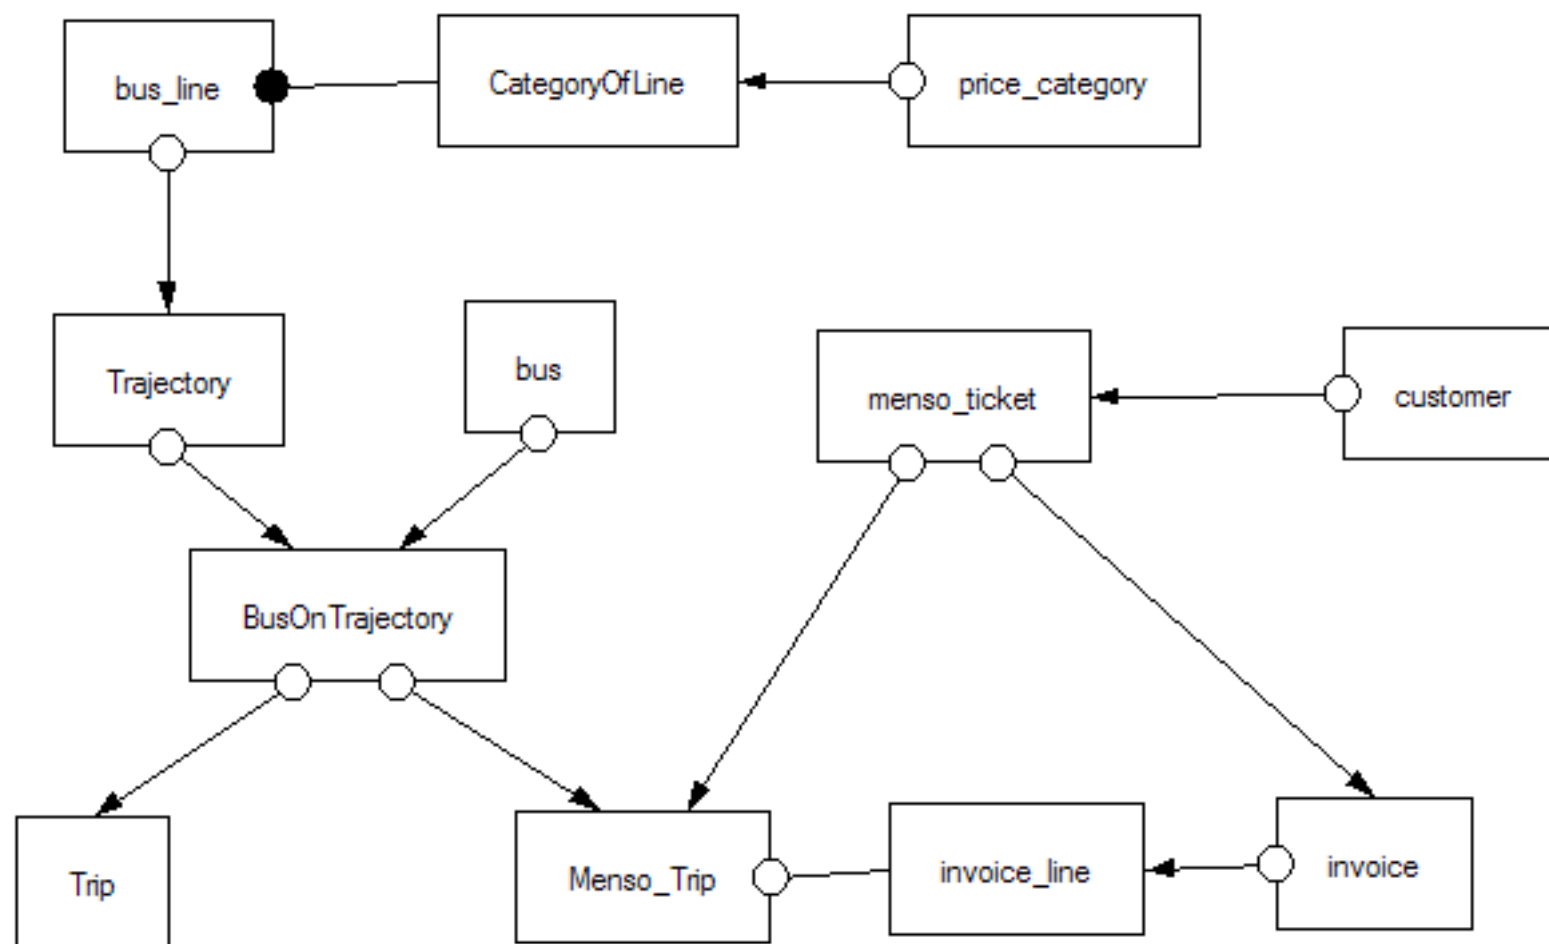 bus_line
CategoryOfLine
price_category
Trajectory
bus
menso_ticket
customer
BusOnTrajectory
Trip
Menso_Trip
invoice_line
invoice